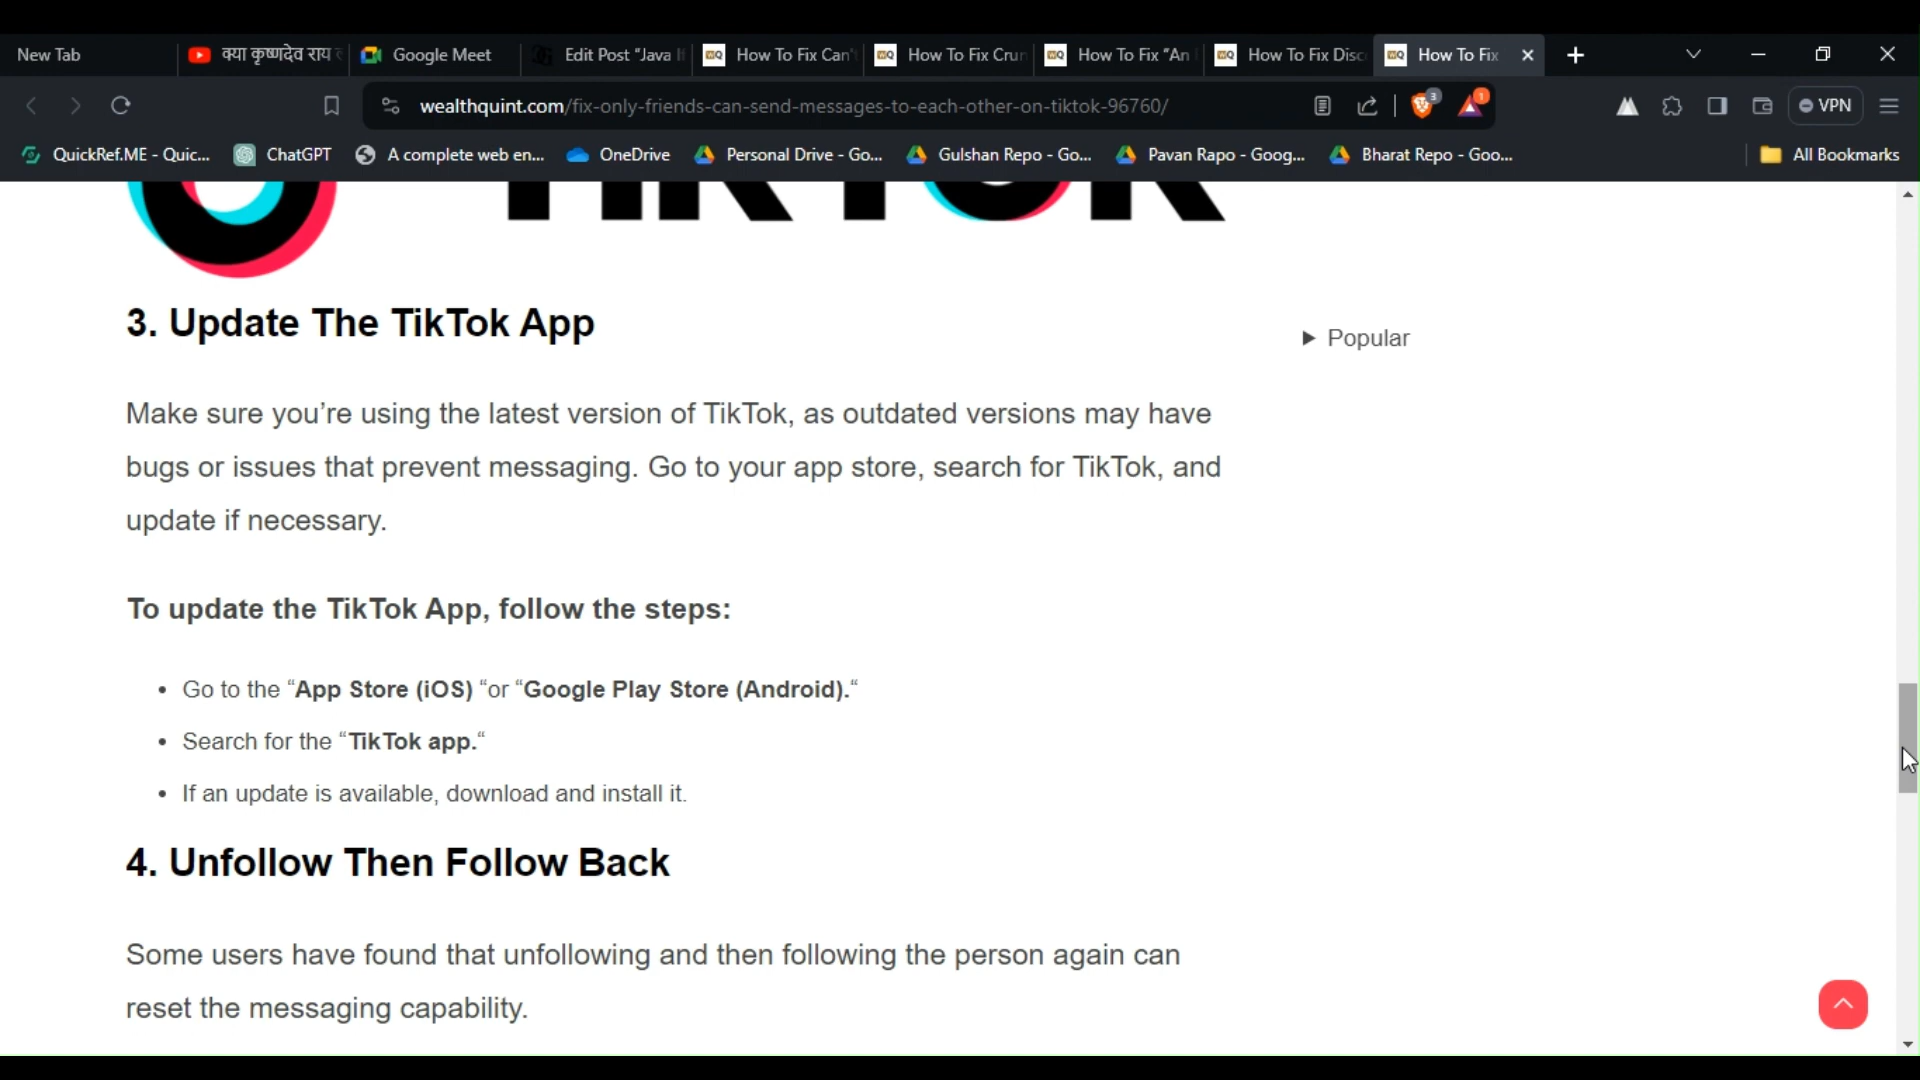 New Tab
क्या कृष्णदेव राय
Google Meet
Edit Post “Java I
How To Fix Can'
How To Fix Crun
How To Fix “An
How To Fix Disc
How To Fix
wealthquint.com/fix-only-friends-can-send-messages-to-each-other-on-tiktok-96760/
3
1
VPN
QuickRef.ME - Quic...
ChatGPT
A complete web en...
OneDrive
Personal Drive - Go...
Gulshan Repo - Go...
Pavan Rapo - Goog...
Bharat Repo - Goo...
All Bookmarks
TikTok
3. Update The TikTok App
Popular
Make sure you’re using the latest version of TikTok, as outdated versions may have
bugs or issues that prevent messaging. Go to your app store, search for TikTok, and
update if necessary.
To update the TikTok App, follow the steps:
• Go to the “App Store (iOS) “or “Google Play Store (Android).“
• Search for the “TikTok app.“
• If an update is available, download and install it.
4. Unfollow Then Follow Back
Some users have found that unfollowing and then following the person again can
reset the messaging capability.